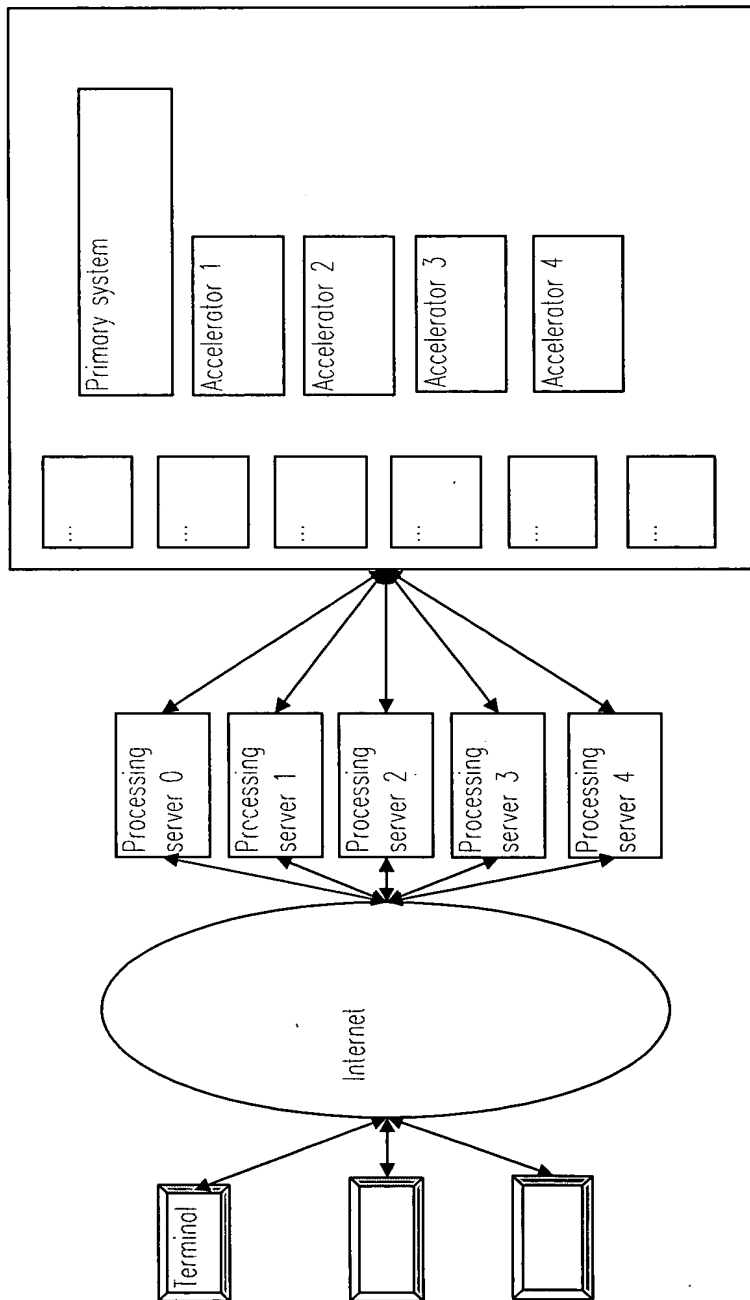 Primary system
Accelerator 1
Accelerator 2
Accelerator 3
Accelerator 4
...
...
...
...
...
...
Processing
server 0
Processing
server 1
Processing
server 2
Processing
server 3
Processing
server 4
Internet
Terminal